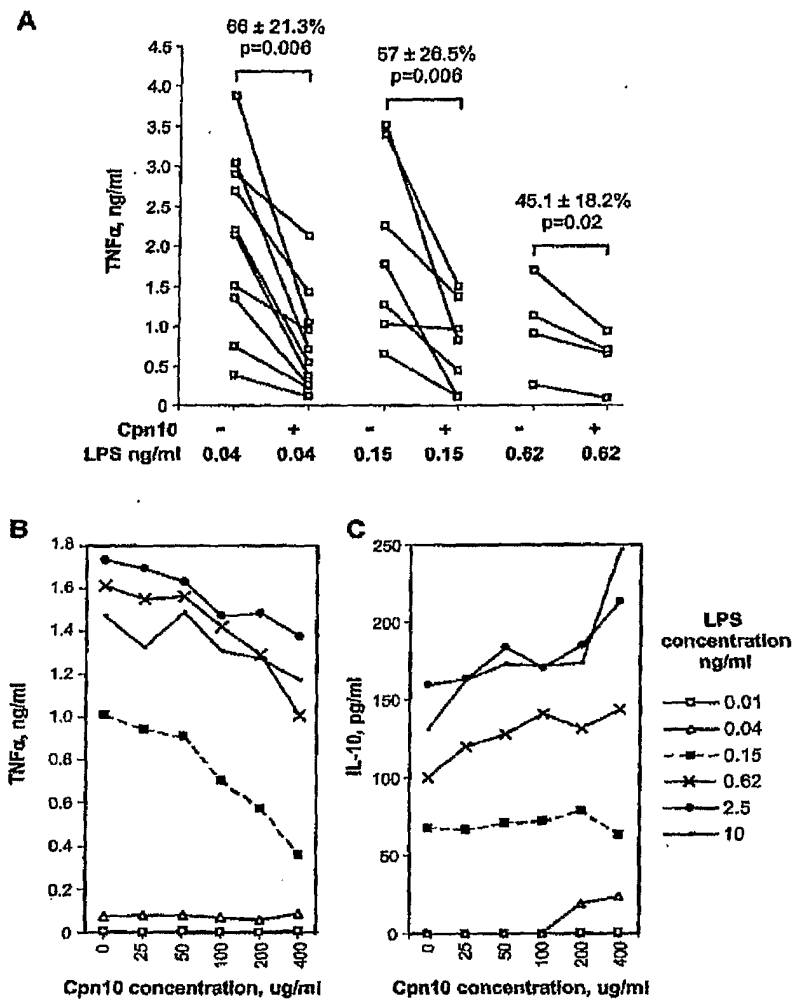 A
66 ± 21.3%
p=0.006
57 ± 26.5%
p=0.006
45.1 ± 18.2%
p=0.02
TNFα, ng/ml
4.5
4.0
3.5
3.0
2.5
2.0
1.5
1.0
0.5
0
Cpn10 - + - + - +
LPS ng/ml 0.04 0.04 0.15 0.15 0.62 0.62
B
TNFα, ng/ml
1.8
1.6
1.4
1.2
1.0
0.8
0.6
0.4
0.2
0
0 25 50 100 200 400
Cpn10 concentration, ug/ml
C
IL-10, pg/ml
250
200
150
100
50
0
0 25 50 100 200 400
Cpn10 concentration, ug/ml
LPS
concentration
ng/ml
0.01
0.04
0.15
0.62
2.5
10